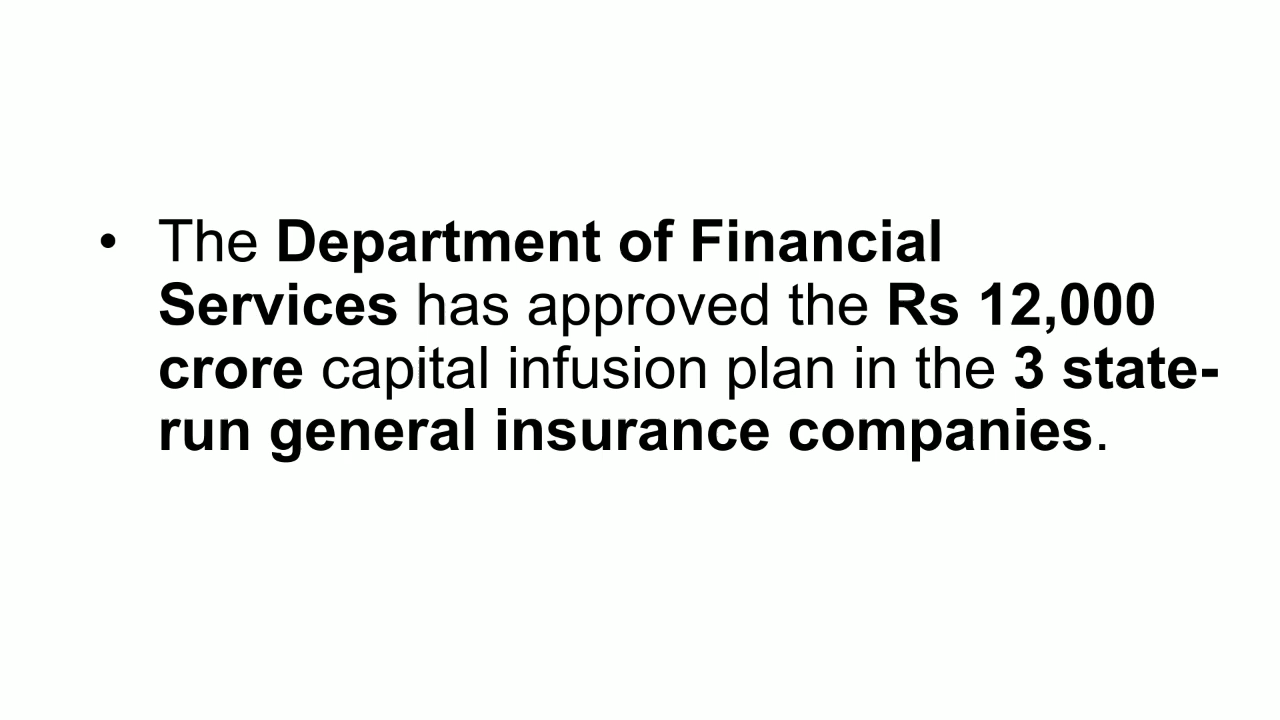 • The Department of Financial
Services has approved the Rs 12,000
crore capital infusion plan in the 3 state-
run general insurance companies.